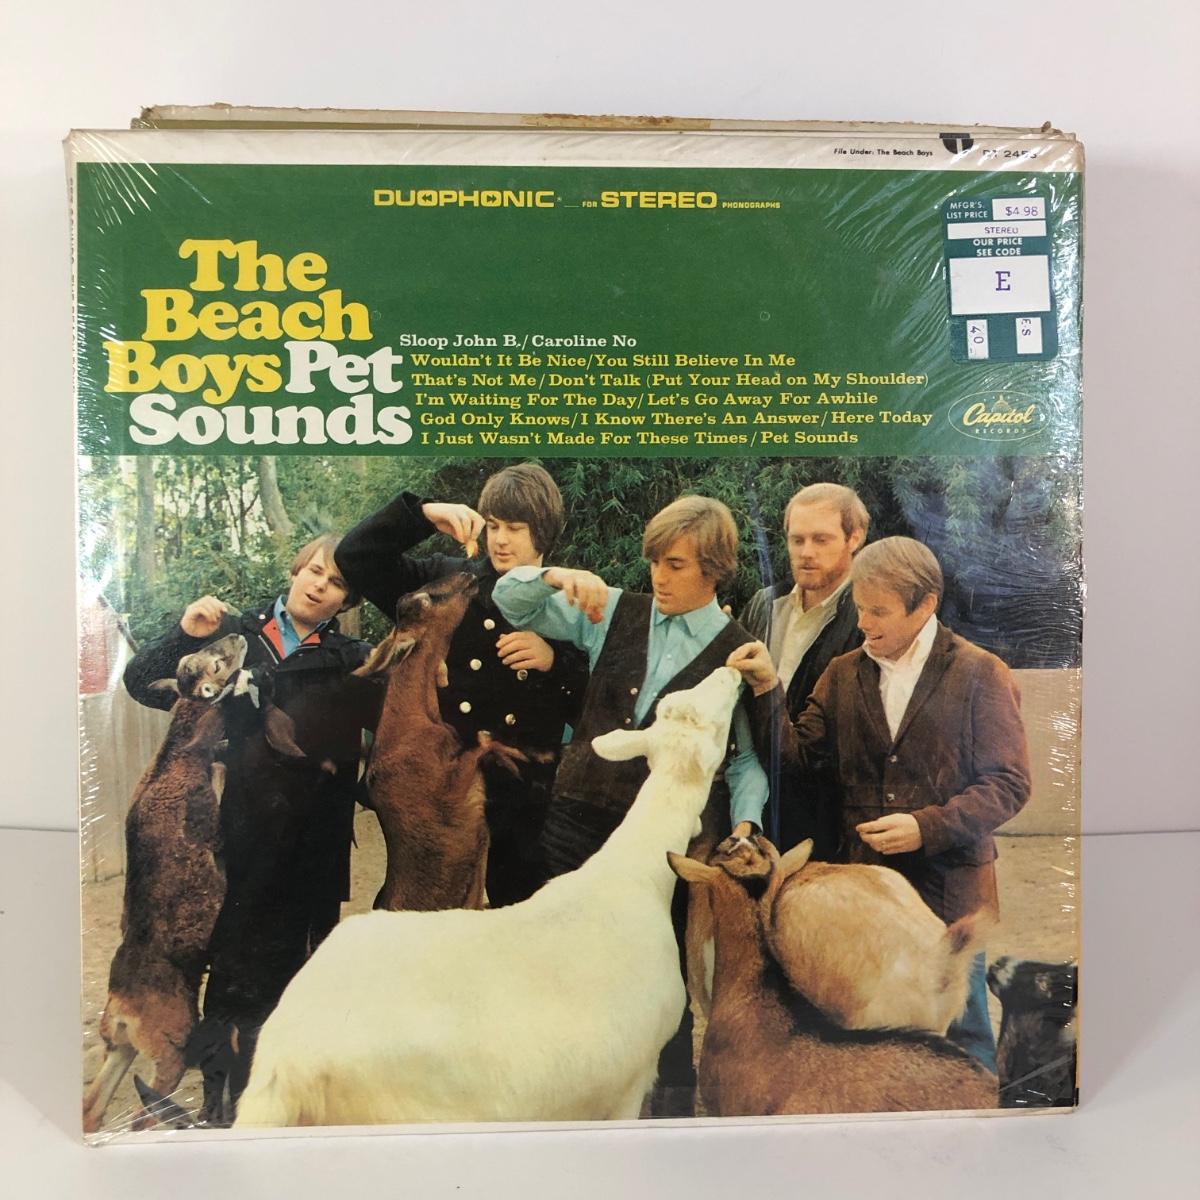 File Under: The Beach Boys
DT 2458
DUOPHONIC FOR STEREO PHONOGRAPHS
MFGR'S.
LIST PRICE $4.98
STEREO
OUR PRICE
SEE CODE
E
40
The
Beach
Boys Pet
Sounds
Sloop John B./Caroline No
Wouldn't It Be Nice/You Still Believe In Me
That's Not Me/Don't Talk (Put Your Head on My Shoulder)
I'm Waiting For The Day/Let's Go Away For Awhile
God Only Knows/I Know There's An Answer/Here Today
I Just Wasn't Made For These Times/Pet Sounds
Capitol
RECORDS